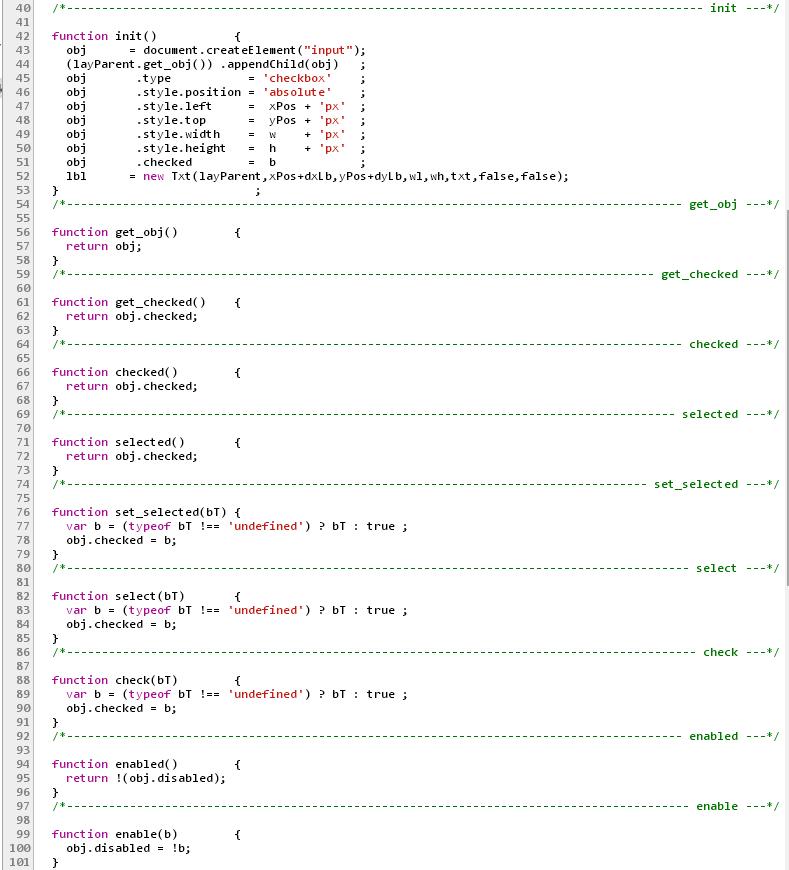 40 /*------------------------------------------------------------------------------------------- init ---*/
41
42 function init()           {
43   obj      = document.createElement("input");
44   (layParent.get_obj()) .appendChild(obj)   ;
45   obj       .type           = 'checkbox'    ;
46   obj       .style.position = 'absolute'    ;
47   obj       .style.left     =  xPos + 'px'  ;
48   obj       .style.top      =  yPos + 'px'  ;
49   obj       .style.width    =  w    + 'px'  ;
50   obj       .style.height   =  h    + 'px'  ;
51   obj       .checked        =  b            ;
52   lbl      = new Txt(layParent,xPos+dxLb,yPos+dyLb,wl,wh,txt,false,false);
53 }                            ;
54 /*---------------------------------------------------------------------------------------- get_obj ---*/
55
56 function get_obj()        {
57   return obj;
58 }
59 /*------------------------------------------------------------------------------------ get_checked ---*/
60
61 function get_checked()    {
62   return obj.checked;
63 }
64 /*---------------------------------------------------------------------------------------- checked ---*/
65
66 function checked()        {
67   return obj.checked;
68 }
69 /*--------------------------------------------------------------------------------------- selected ---*/
70
71 function selected()       {
72   return obj.checked;
73 }
74 /*----------------------------------------------------------------------------------- set_selected ---*/
75
76 function set_selected(bT) {
77   var b = (typeof bT !== 'undefined') ? bT : true ;
78   obj.checked = b;
79 }
80 /*----------------------------------------------------------------------------------------- select ---*/
81
82 function select(bT)       {
83   var b = (typeof bT !== 'undefined') ? bT : true ;
84   obj.checked = b;
85 }
86 /*------------------------------------------------------------------------------------------ check ---*/
87
88 function check(bT)        {
89   var b = (typeof bT !== 'undefined') ? bT : true ;
90   obj.checked = b;
91 }
92 /*---------------------------------------------------------------------------------------- enabled ---*/
93
94 function enabled()        {
95   return !(obj.disabled);
96 }
97 /*----------------------------------------------------------------------------------------- enable ---*/
98
99 function enable(b)        {
100   obj.disabled = !b;
101 }